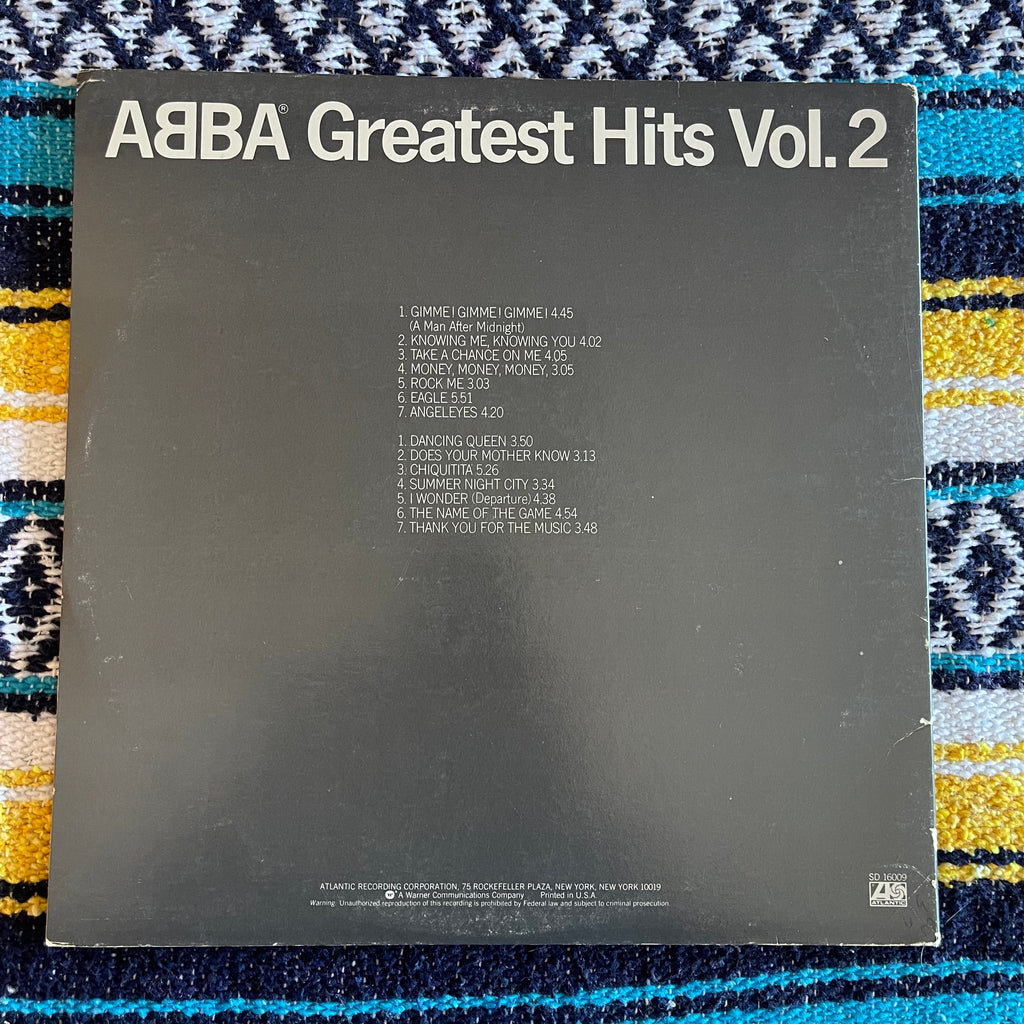 ABBA® Greatest Hits Vol. 2
1. GIMME! GIMME! GIMME! 4.45
(A Man After Midnight)
2. KNOWING ME, KNOWING YOU 4.02
3. TAKE A CHANCE ON ME 4.05
4. MONEY, MONEY, MONEY, 3.05
5. ROCK ME 3.03
6. EAGLE 5.51
7. ANGELEYES 4.20
1. DANCING QUEEN 3.50
2. DOES YOUR MOTHER KNOW 3.13
3. CHIQUITITA 5.26
4. SUMMER NIGHT CITY 3.34
5. I WONDER (Departure) 4.38
6. THE NAME OF THE GAME 4.54
7. THANK YOU FOR THE MUSIC 3.48
ATLANTIC RECORDING CORPORATION, 75 ROCKEFELLER PLAZA, NEW YORK, NEW YORK 10019
A Warner Communications Company Printed in U.S.A.
Warning: Unauthorized reproduction of this recording is prohibited by Federal law and subject to criminal prosecution.
SD 16009
ATLANTIC